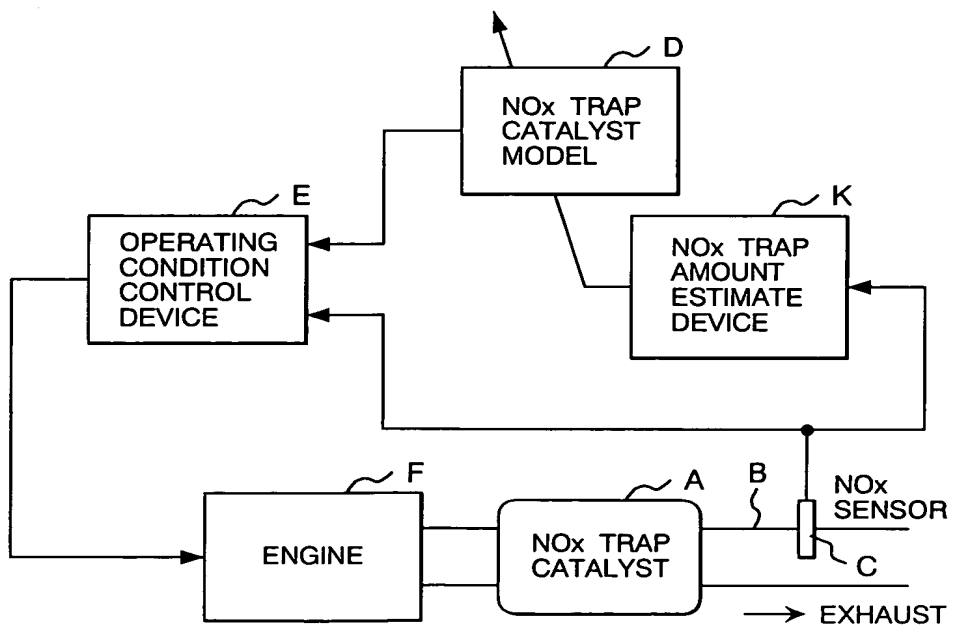 D
NOx TRAP
CATALYST
MODEL
E
OPERATING
CONDITION
CONTROL
DEVICE
K
NOx TRAP
AMOUNT
ESTIMATE
DEVICE
F
ENGINE
A
NOx TRAP
CATALYST
B
NOx
SENSOR
C
EXHAUST